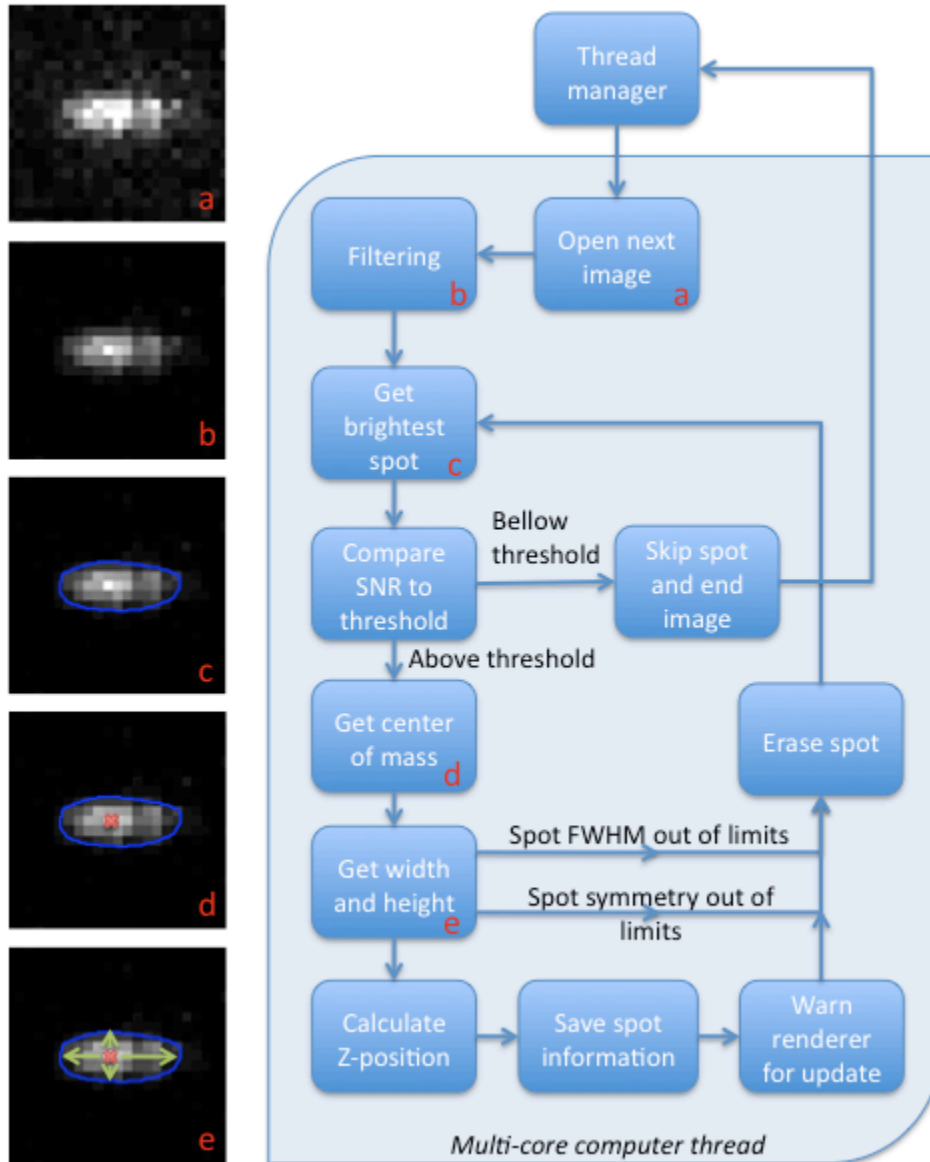 a
b
c
d
e
Thread
manager
Open next
image
a
Filtering
b
Get
brightest
spot
c
Compare
SNR to
threshold
Bellow
threshold
Skip spot
and end
image
Above threshold
Get center
of mass
d
Erase spot
Get width
and height
e
Spot FWHM out of limits
Spot symmetry out of
limits
Calculate
Z-position
Save spot
information
Warn
renderer
for update
Multi-core computer thread